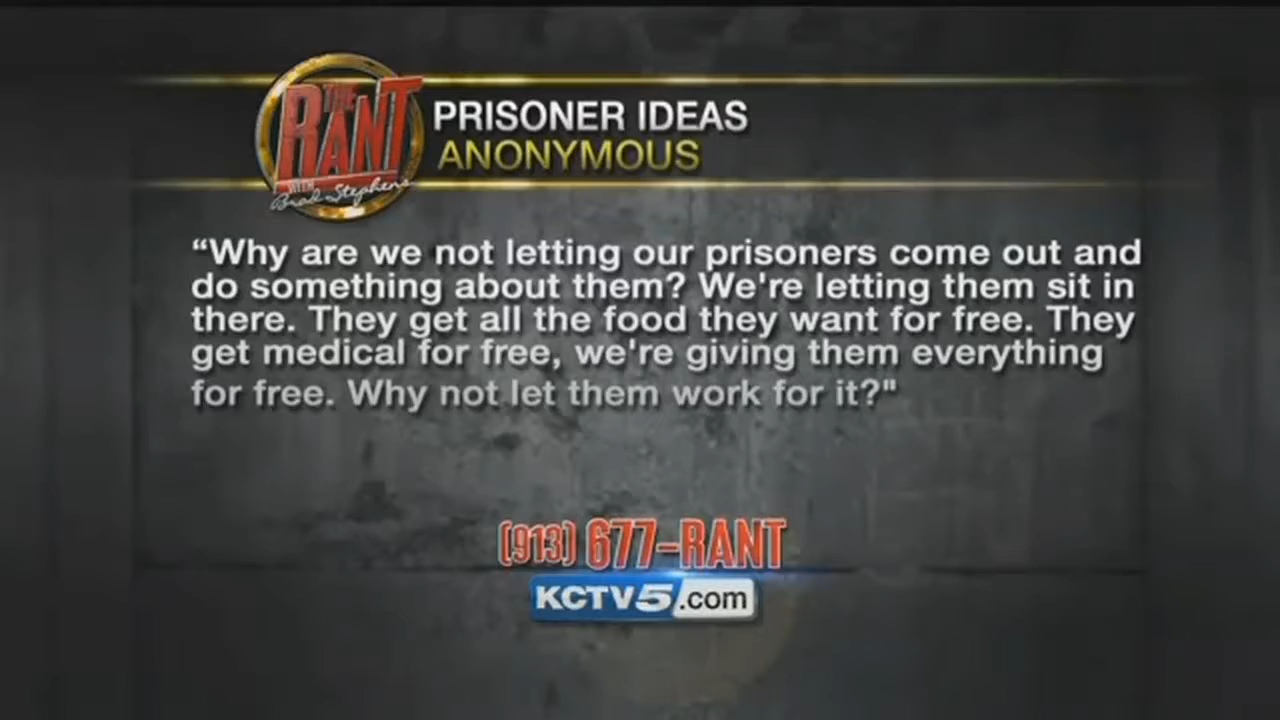 THE
RANT
WITH
Brad Stephens
PRISONER IDEAS
ANONYMOUS
“Why are we not letting our prisoners come out and
do something about them? We're letting them sit in
there. They get all the food they want for free. They
get medical for free, we're giving them everything
for free. Why not let them work for it?"
(913) 677-RANT
KCTV5.com